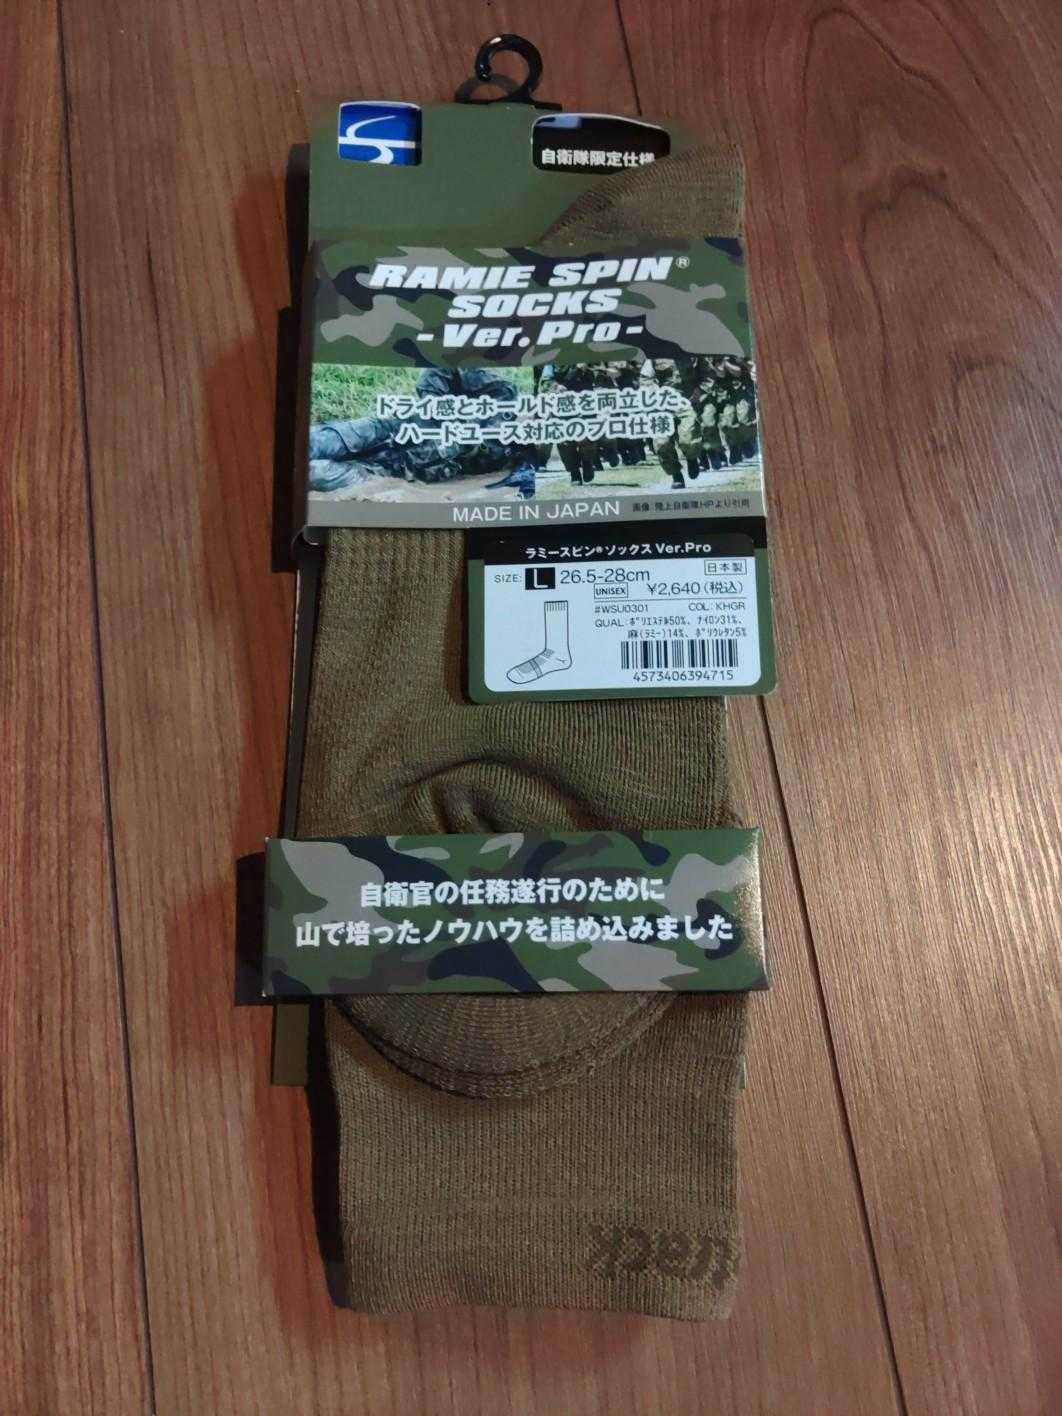 自衛隊限定仕様
RAMIE SPIN®
SOCKS
-Ver.Pro-
ドライ感とホールド感を両立した、
ハードユース対応のプロ仕様
MADE IN JAPAN 画像:陸上自衛隊HPより引用
ラミースピン®ソックス Ver.Pro
SIZE: L 26.5-28cm 日本製
UNISEX ¥2,640(税込)
#WSU0301 COL: KHGR
QUAL:ポリエステル50%、ナイロン31%、
麻(ラミー)14%、ポリウレタン5%
4573406394715
自衛官の任務遂行のために
山で培ったノウハウを詰め込みました